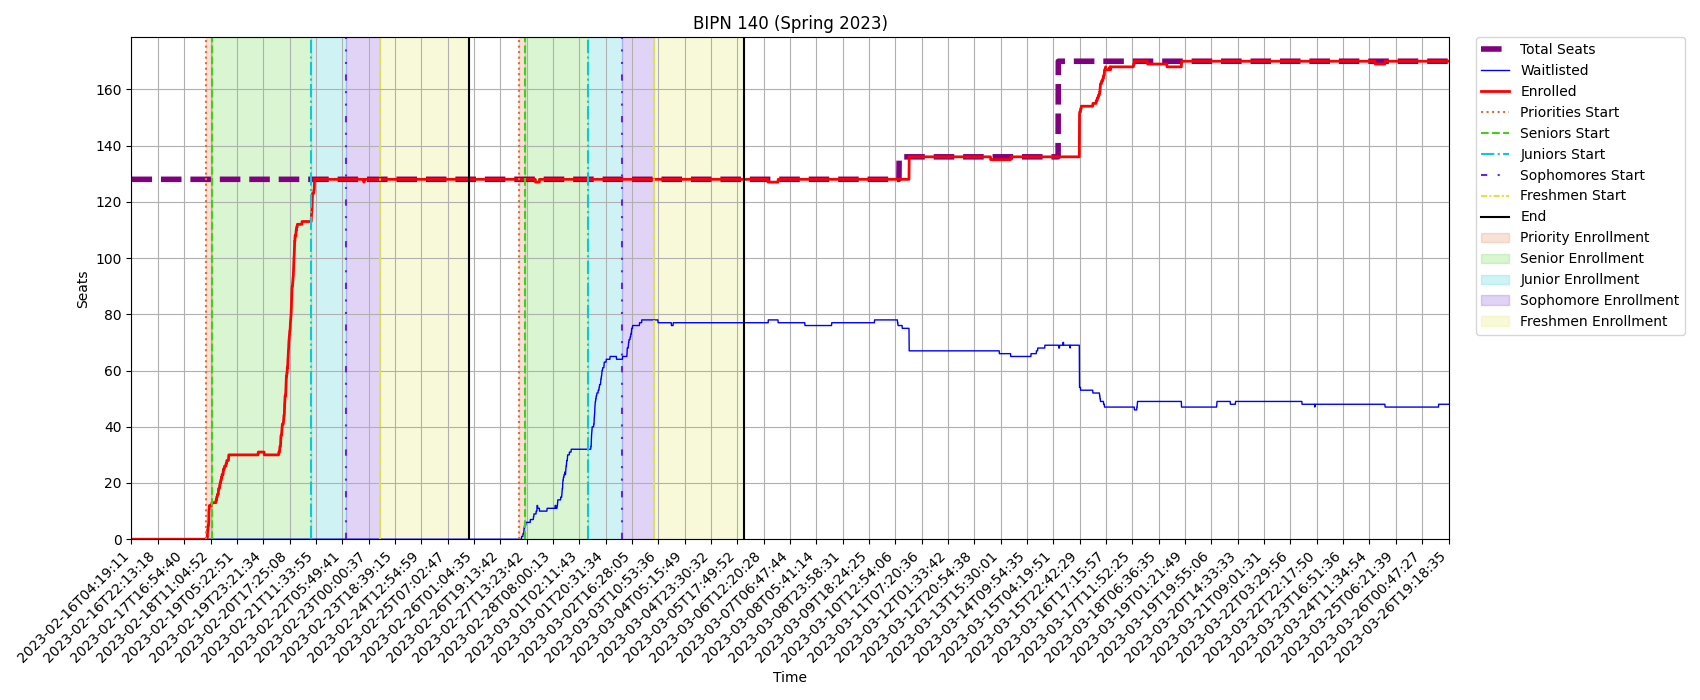 BIPN 140 (Spring 2023)
Seats
160
140
120
100
80
60
40
20
0
2023-02-16T04:19:11
2023-02-16T22:13:18
2023-02-17T16:54:40
2023-02-18T11:04:52
2023-02-19T05:22:51
2023-02-19T23:21:34
2023-02-20T17:25:08
2023-02-21T11:33:55
2023-02-22T05:49:41
2023-02-23T00:00:37
2023-02-23T18:39:15
2023-02-24T12:54:59
2023-02-25T07:02:47
2023-02-26T01:04:35
2023-02-26T19:13:42
2023-02-27T13:23:42
2023-02-28T08:00:13
2023-03-01T02:11:43
2023-03-01T20:31:34
2023-03-02T16:28:05
2023-03-03T10:53:36
2023-03-04T05:15:49
2023-03-04T23:30:32
2023-03-05T17:49:52
2023-03-06T12:20:28
2023-03-07T06:47:44
2023-03-08T05:41:14
2023-03-08T23:58:31
2023-03-09T18:24:25
2023-03-10T12:54:06
2023-03-11T07:20:36
2023-03-12T01:33:42
2023-03-12T20:54:38
2023-03-13T15:30:01
2023-03-14T09:54:35
2023-03-15T04:19:51
2023-03-15T22:42:29
2023-03-16T17:15:57
2023-03-17T11:52:25
2023-03-18T06:36:35
2023-03-19T01:21:49
2023-03-19T19:55:06
2023-03-20T14:33:33
2023-03-21T09:01:31
2023-03-22T03:29:56
2023-03-22T22:17:50
2023-03-23T16:51:36
2023-03-24T11:34:54
2023-03-25T06:21:39
2023-03-26T00:47:27
2023-03-26T19:18:35
Time
Total Seats
Waitlisted
Enrolled
Priorities Start
Seniors Start
Juniors Start
Sophomores Start
Freshmen Start
End
Priority Enrollment
Senior Enrollment
Junior Enrollment
Sophomore Enrollment
Freshmen Enrollment